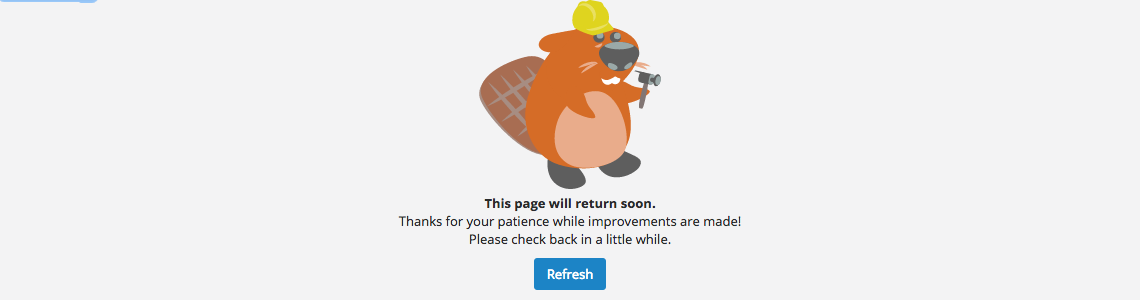 This page will return soon.
Thanks for your patience while improvements are made!
Please check back in a little while.
Refresh